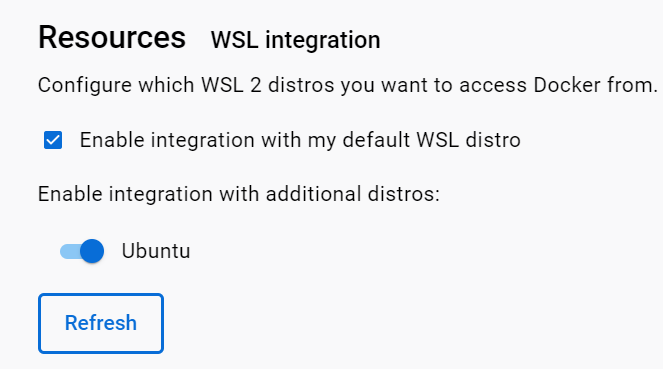 Resources WSL integration
Configure which WSL 2 distros you want to access Docker from.
Enable integration with my default WSL distro
Enable integration with additional distros:
Ubuntu
Refresh